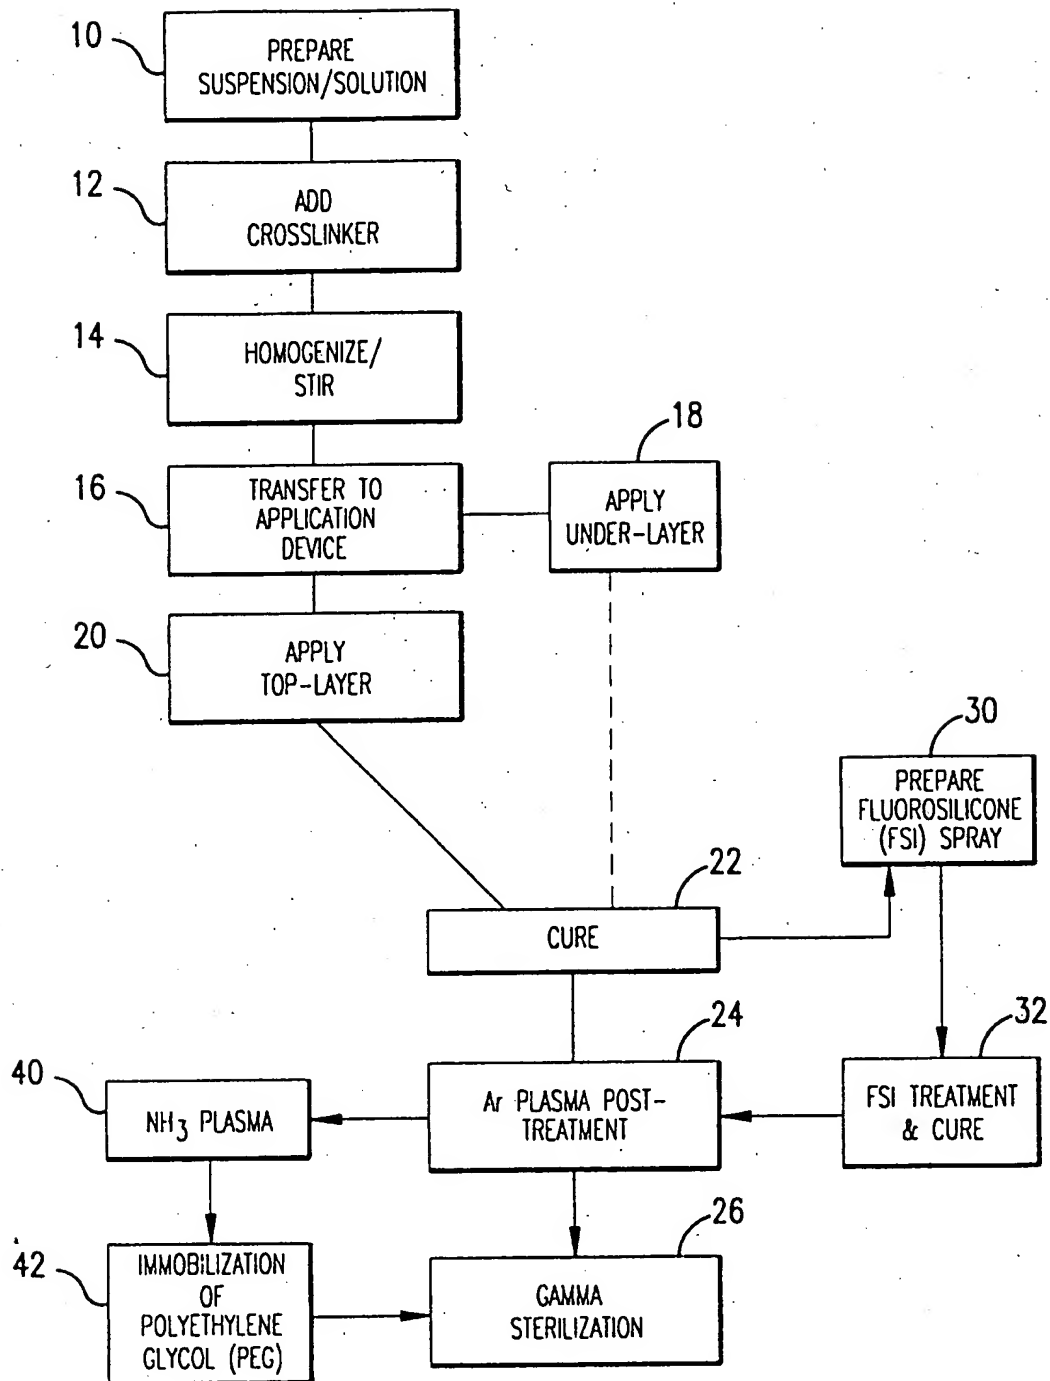 10
PREPARE
SUSPENSION/SOLUTION
12
ADD
CROSSLINKER
14
HOMOGENIZE/
STIR
16
TRANSFER TO
APPLICATION
DEVICE
18
APPLY
UNDER-LAYER
20
APPLY
TOP-LAYER
30
PREPARE
FLUOROSILICONE
(FSI) SPRAY
22
CURE
24
Ar PLASMA POST-
TREATMENT
32
FSI TREATMENT
& CURE
40
NH3 PLASMA
26
GAMMA
STERILIZATION
42
IMMOBILIZATION
OF
POLYETHYLENE
GLYCOL (PEG)